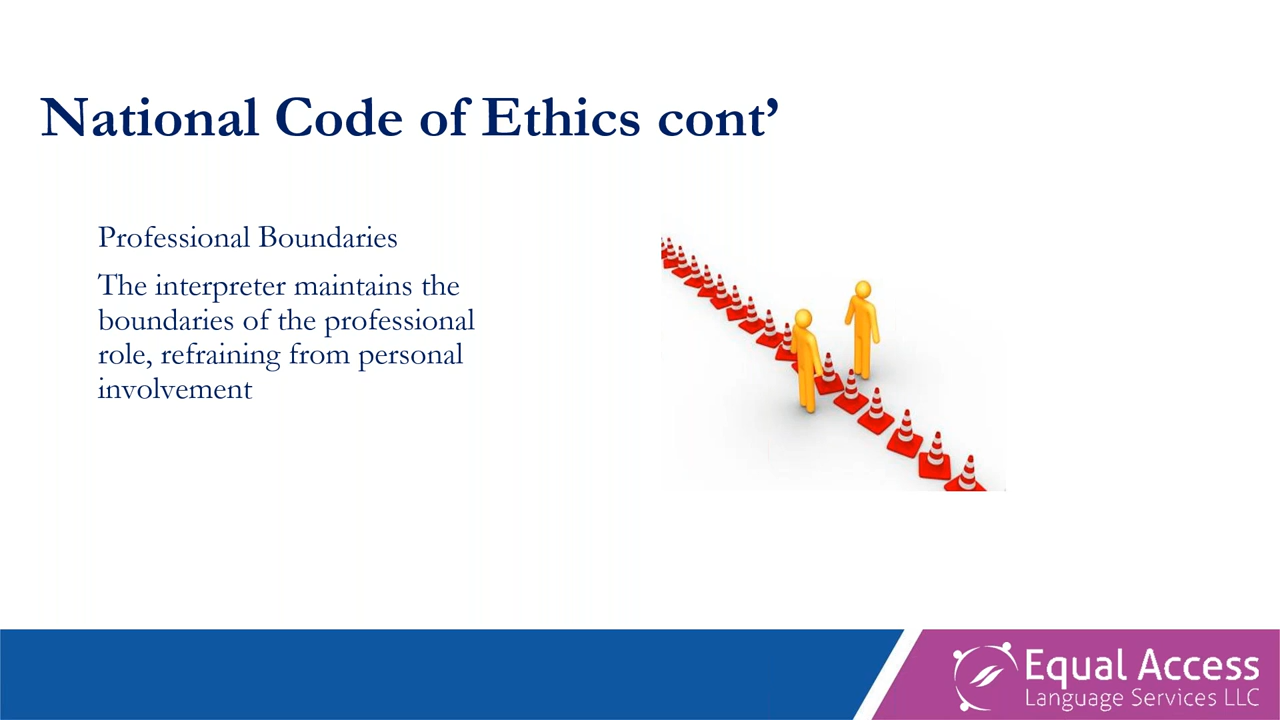 National Code of Ethics cont’
Professional Boundaries
The interpreter maintains the
boundaries of the professional
role, refraining from personal
involvement
Equal Access
Language Services LLC